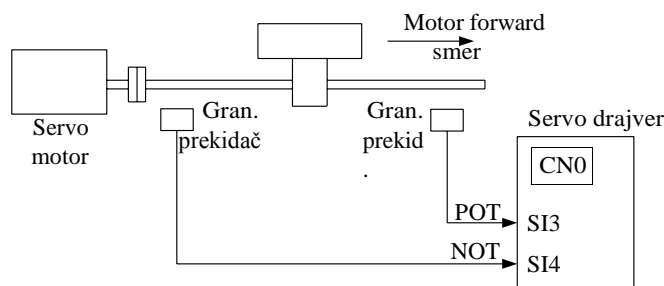 Motor forward
smer
Servo
motor
Gran.
prekidač
Gran.
prekid
.
Servo drajver
CN0
POT
SI3
NOT
SI4